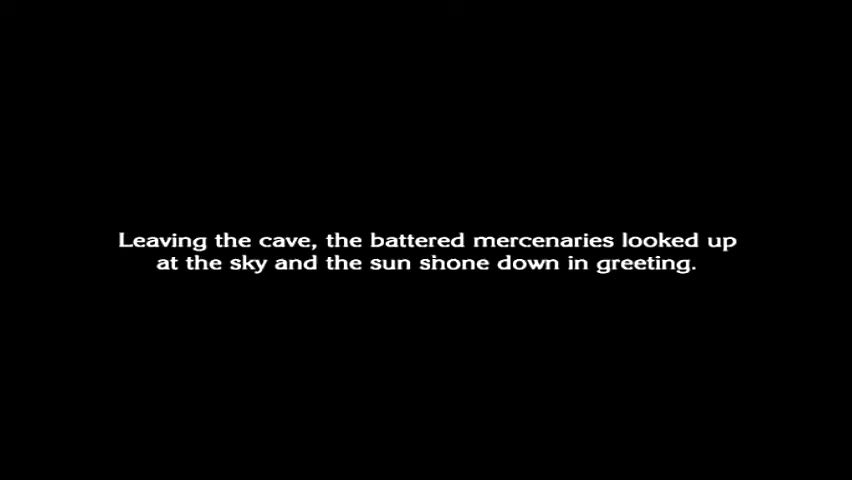 Leaving the cave, the battered mercenaries looked up
at the sky and the sun shone down in greeting.